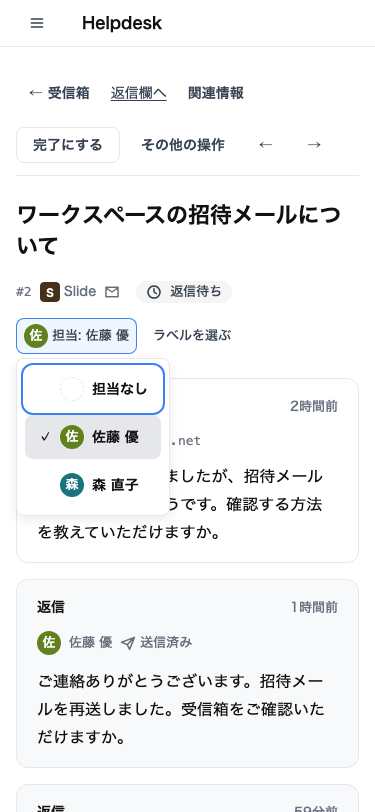 Helpdesk
← 受信箱 返信欄へ 関連情報
完了にする その他の操作 ← →
ワークスペースの招待メールにつ
いて
#2 S Slide 返信待ち
佐 担当: 佐藤 優 ラベルを選ぶ
担当なし
✓ 佐 佐藤 優
森 森 直子
2時間前
.net
ましたが、招待メール
うです。確認する方法
を教えていただけますか。
返信 1時間前
佐 佐藤 優 送信済み
ご連絡ありがとうございます。招待メー
ルを再送しました。受信箱をご確認いた
だけますか。
返信 59分前